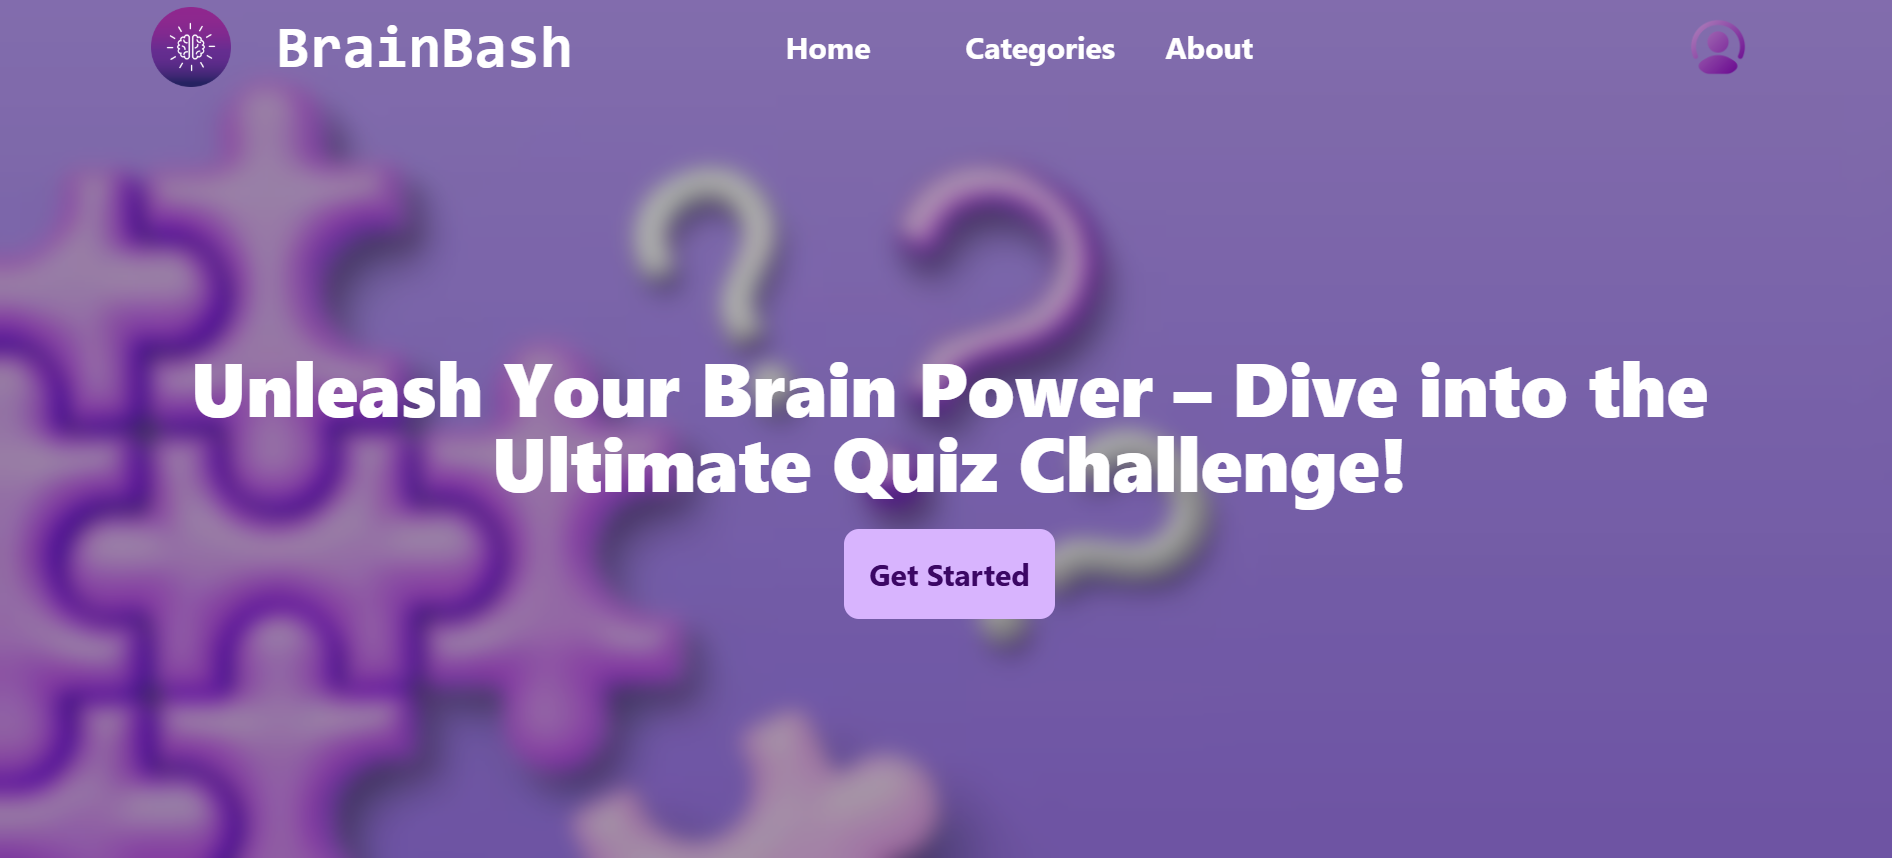 BrainBash
Home
Categories
About
Unleash Your Brain Power – Dive into the
Ultimate Quiz Challenge!
Get Started